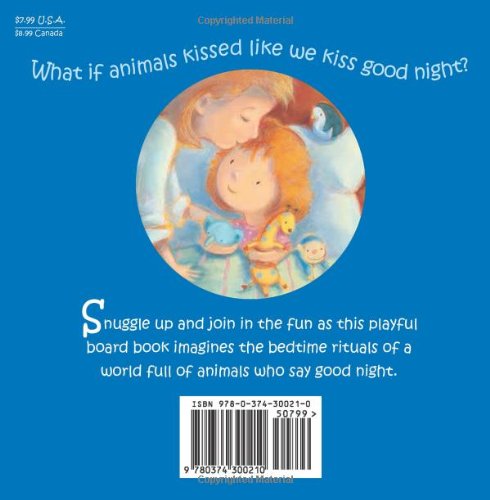 Copyrighted Material
$7.99 U.S.A.
$8.99 Canada
What if animals kissed like we kiss good night?
Snuggle up and join in the fun as this playful
board book imagines the bedtime rituals of a
world full of animals who say good night.
ISBN 978-0-374-30021-0
50799>
9 780374 300210
Copyrighted Material